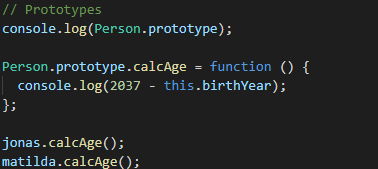 // Prototypes
console.log(Person.prototype);

Person.prototype.calcAge = function () {
  console.log(2037 - this.birthYear);
};

jonas.calcAge();
matilda.calcAge();